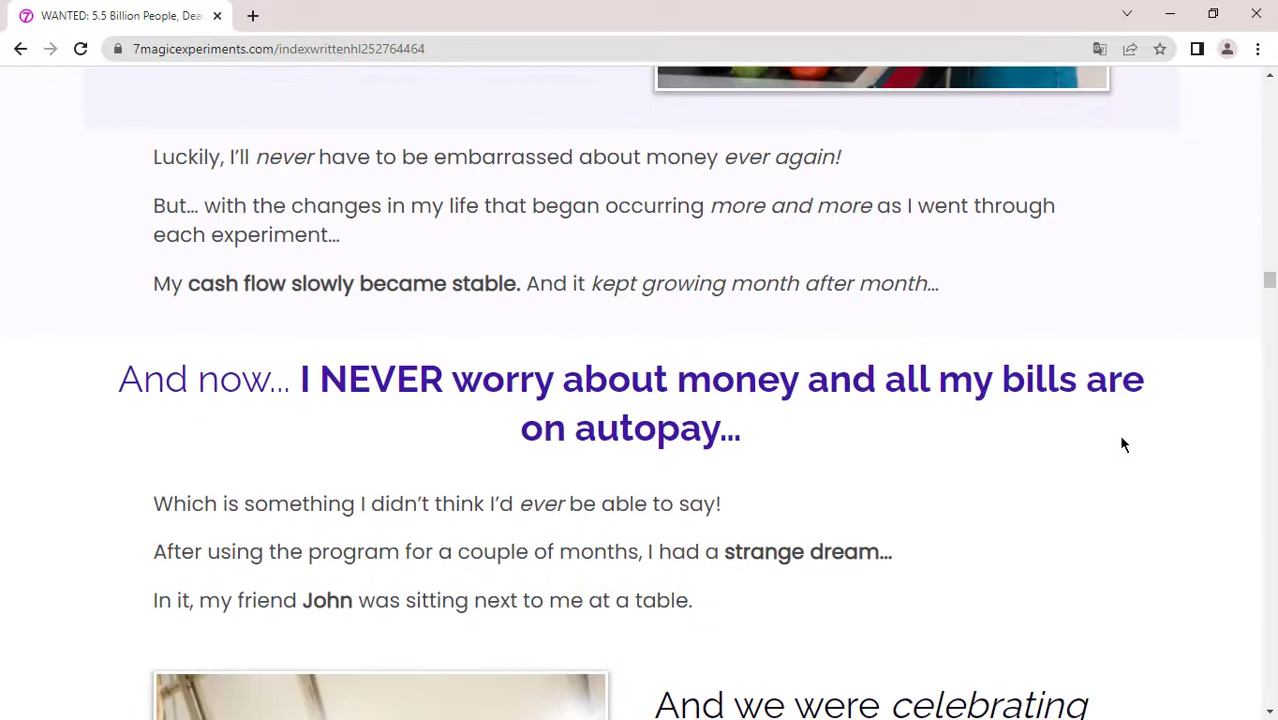 WANTED: 5.5 Billion People, Dea
7magicexperiments.com/indexwrittenhl252764464
Luckily, I’ll never have to be embarrassed about money ever again!
But... with the changes in my life that began occurring more and more as I went through
each experiment...
My cash flow slowly became stable. And it kept growing month after month...
And now... I NEVER worry about money and all my bills are
on autopay...
Which is something I didn’t think I’d ever be able to say!
After using the program for a couple of months, I had a strange dream...
In it, my friend John was sitting next to me at a table.
And we were celebrating